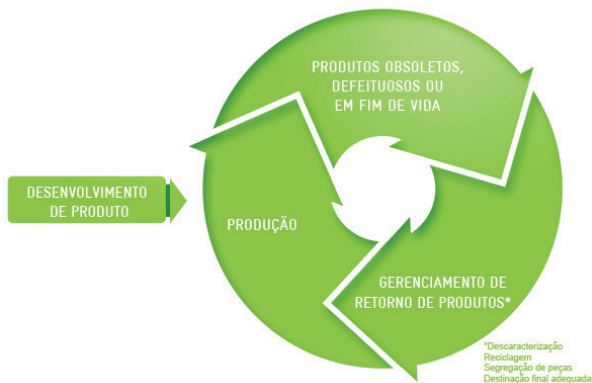 PRODUTOS OBSOLETOS,
DEFEITUOSOS OU
EM FIM DE VIDA
DESENVOLVIMENTO
DE PRODUTO
PRODUÇÃO
GERENCIAMENTO DE
RETORNO DE PRODUTOS*
*Descaracterização
Reciclagem
Segregação de peças
Destinação final adequada